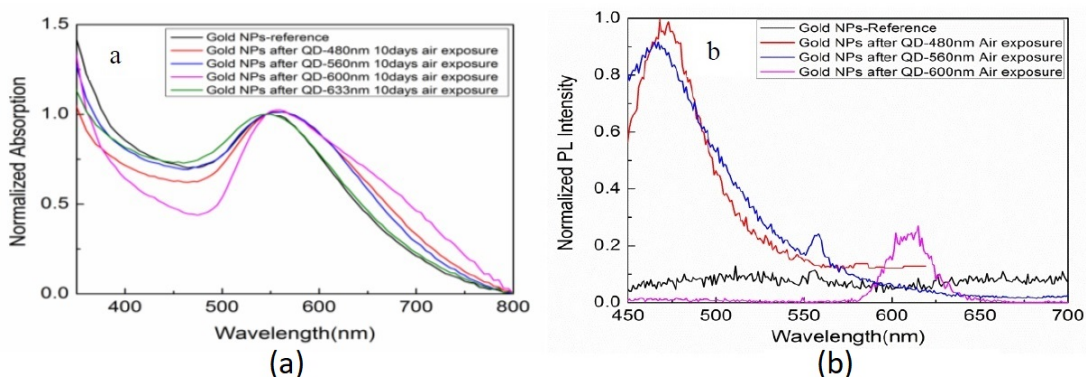 a
Gold NPs-reference
Gold NPs after QD-480nm 10days air exposure
Gold NPs after QD-560nm 10days air exposure
Gold NPs after QD-600nm 10days air exposure
Gold NPs after QD-633nm 10days air exposure
Normalized Absorption
1.5
1.0
0.5
0.0
400 500 600 700 800
Wavelength(nm)
(a)
b
Gold NPs-Reference
Gold NPs after QD-480nm Air exposure
Gold NPs after QD-560nm Air exposure
Gold NPs after QD-600nm Air exposure
Normalized PL Intensity
1.0
0.8
0.6
0.4
0.2
0.0
450 500 550 600 650 700
Wavelength(nm)
(b)